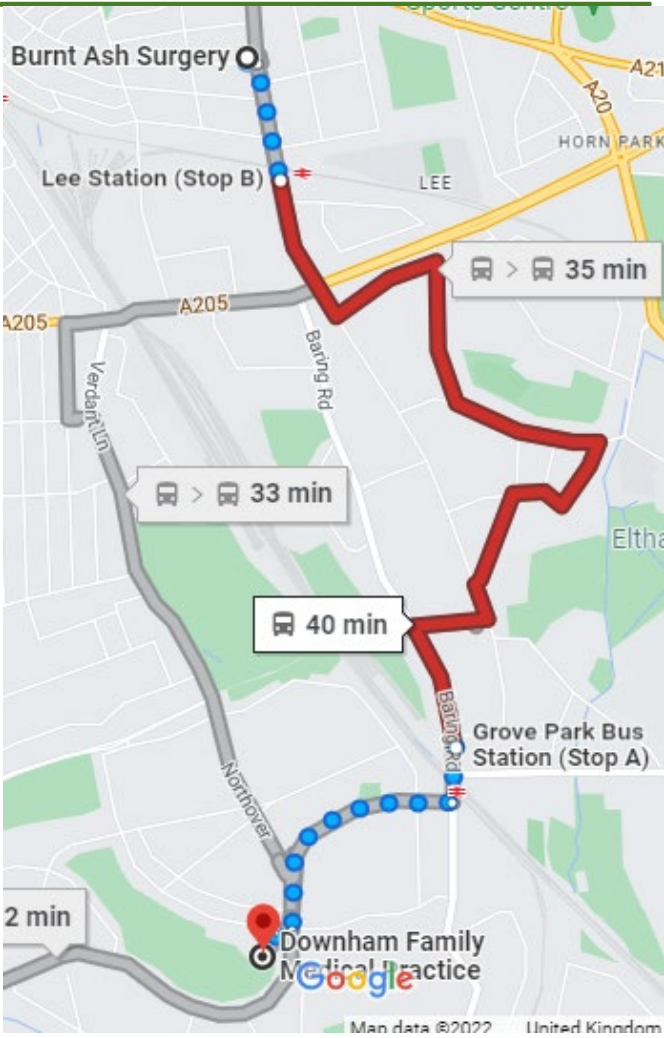 Sports Centre
Burnt Ash Surgery
A21
A20
HORN PARK
Lee Station (Stop B)
LEE
> 35 min
A205
A205
Baring Rd
Verdant Ln
> 33 min
Eltha
40 min
Baring Rd
Grove Park Bus
Station (Stop A)
Northover
2 min
Downham Family
Medical Practice
Google
Map data ©2022 United Kingdom